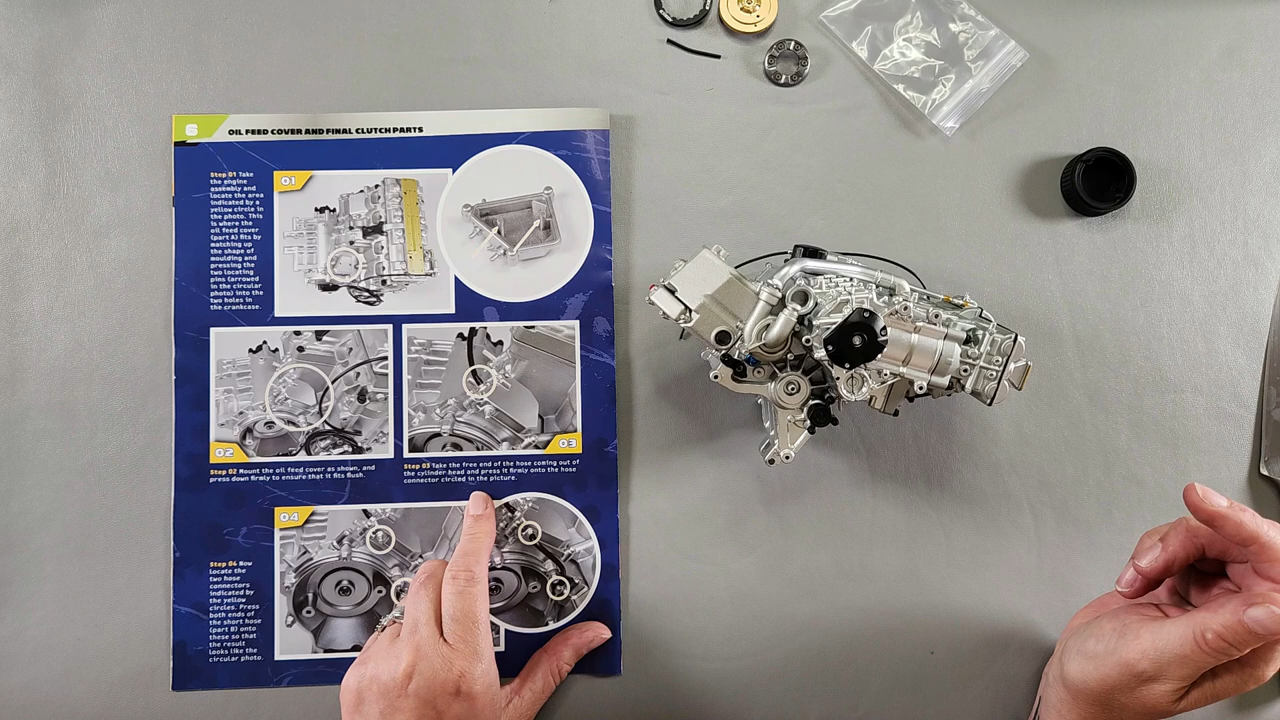 6
OIL FEED COVER AND FINAL CLUTCH PARTS
Step 01 Take
the engine
assembly and
locate the area
indicated by a
yellow circle in
the photo. This
is where the
oil feed cover
(part A) fits by
matching up
the shape of
moulding and
pressing the
two locating
pins (arrowed
in the circular
photo) into the
two holes in
the crankcase.
01
02
03
Step 02 Mount the oil feed cover as shown, and
press down firmly to ensure that it fits flush.
Step 03 Take the free end of the hose coming out of
the cylinder head and press it firmly onto the hose
connector circled in the picture.
04
Step 04 Now
locate the
two hose
connectors
indicated by
the yellow
circles. Press
both ends of
the short hose
(part B) onto
these so that
the result
looks like the
circular photo.